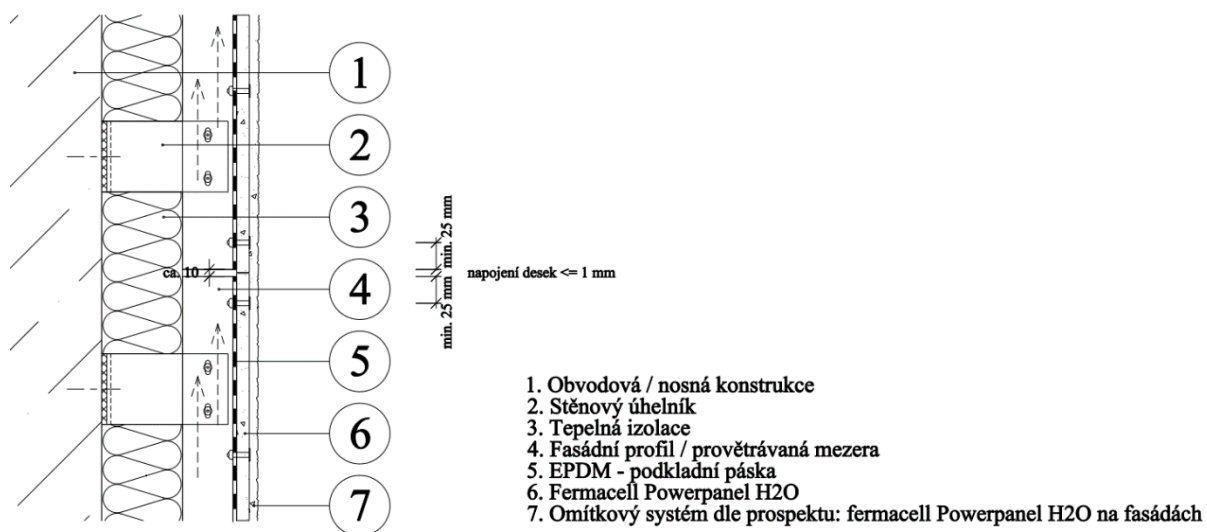 1
2
3
4
5
6
7
ca. 10
min. 25 mm
min. 25 mm
napojení desek <= 1 mm
1. Obvodová / nosná konstrukce
2. Stěnový úhelník
3. Tepelná izolace
4. Fasádní profil / provětrávaná mezera
5. EPDM - podkladní páska
6. Fermacell Powerpanel H2O
7. Omítkový systém dle prospektu: fermacell Powerpanel H2O na fasádách